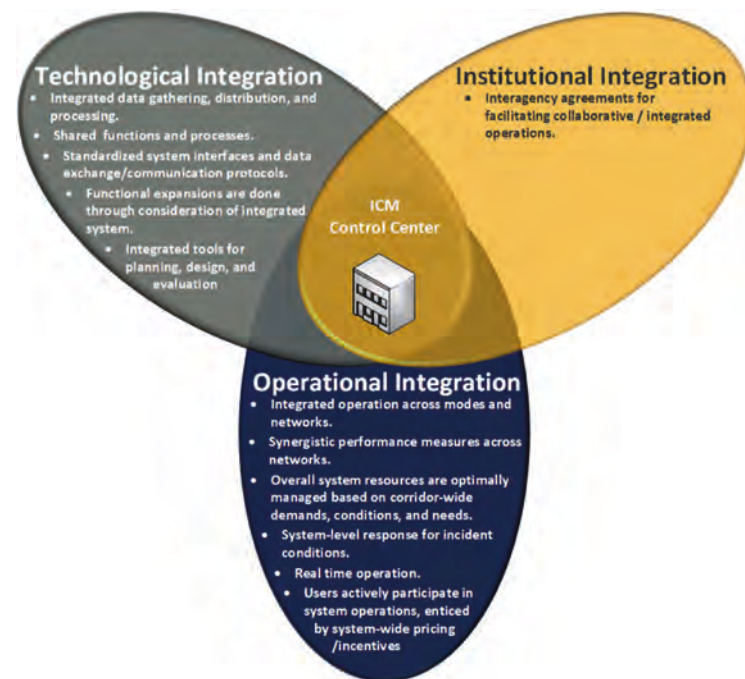 Technological Integration
• Integrated data gathering, distribution, and
processing.
• Shared functions and processes.
• Standardized system interfaces and data
exchange/communication protocols.
• Functional expansions are done
through consideration of integrated
system.
• Integrated tools for
planning, design, and
evaluation
Institutional Integration
• Interagency agreements for
facilitating collaborative / integrated
operations.
ICM
Control Center
Operational Integration
• Integrated operation across modes and
networks.
• Synergistic performance measures across
networks.
• Overall system resources are optimally
managed based on corridor-wide
demands, conditions, and needs.
• System-level response for incident
conditions.
• Real time operation.
• Users actively participate in
system operations, enticed
by system-wide pricing
/incentives